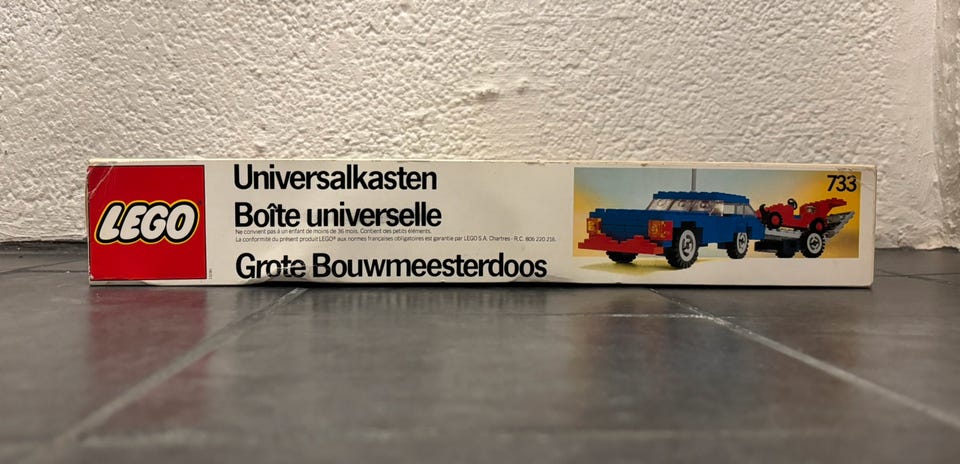 LEGO
Universalkasten
Boîte universelle
Ne convient pas à un enfant de moins de 36 mois. Contient des petits éléments.
La conformité du présent produit LEGO® aux normes françaises obligatoires est garantie par LEGO S.A. Chartres - R.C. 806 220 216.
Grote Bouwmeesterdoos
733